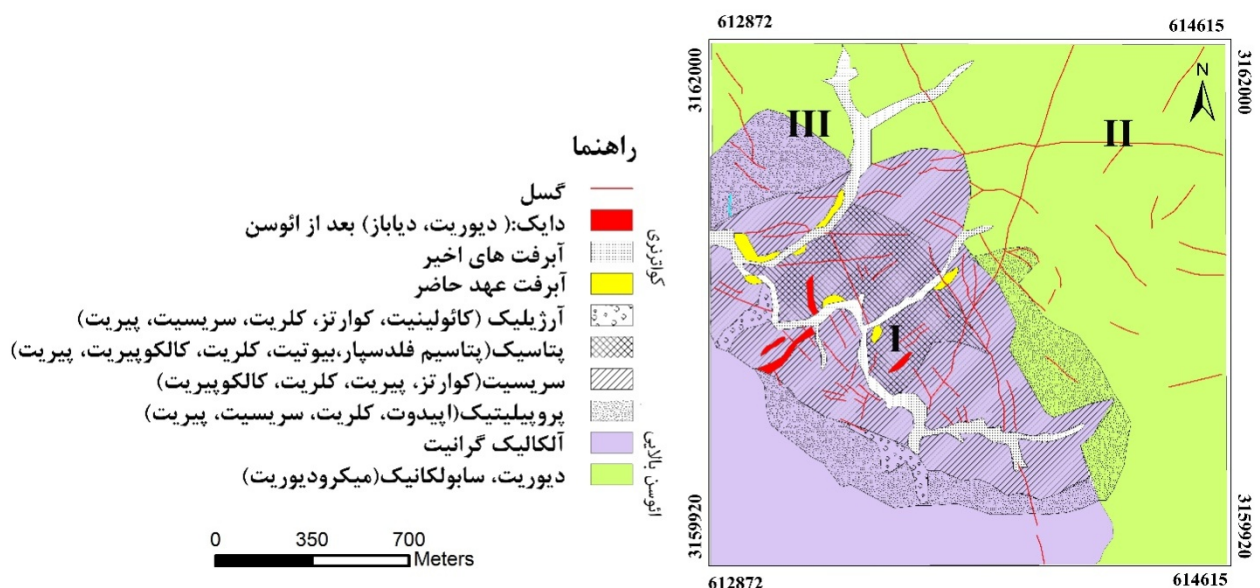 612872
614615
3162000
3162000
N
III
II
I
3159920
3159920
612872
614615
راهنما
گسل
دایک:( دیوریت، دیاباز) بعد از ائوسن
آبرفت های اخیر
آبرفت عهد حاضر
کواترنری
آرژیلیک (کائولینیت، کوارتز، کلریت، سریسیت، پیریت)
پتاسیک(پتاسیم فلدسپار،بیوتیت، کلریت، کالکوپیریت، پیریت)
سریسیت(کوارتز، پیریت، کلریت، کالکوپیریت)
پروپیلیتیک(اپیدوت، کلریت، سریسیت، پیریت)
آلکالیک گرانیت
دیوریت، سابولکانیک(میکرودیوریت)
ائوسن بالایی
0 350 700
Meters